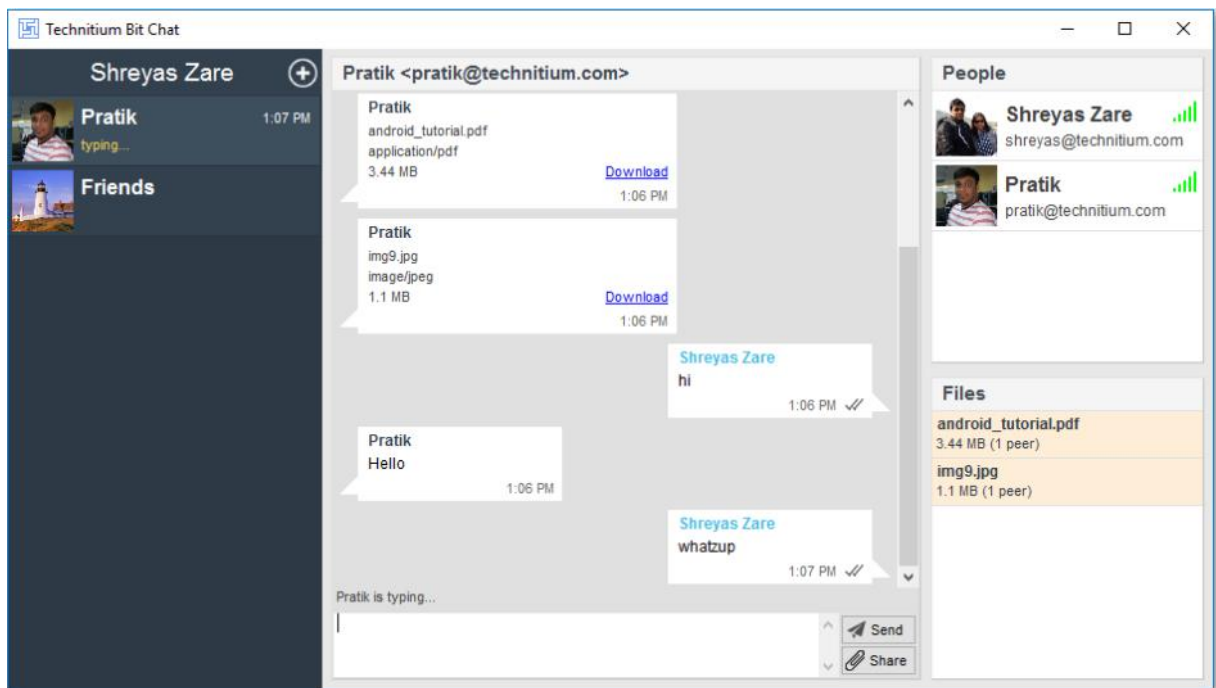 Technitium Bit Chat
Shreyas Zare
Pratik 1:07 PM
typing...
Friends
Pratik <pratik@technitium.com>
Pratik
android_tutorial.pdf
application/pdf
3.44 MB Download
1:06 PM
Pratik
img9.jpg
image/jpeg
1.1 MB Download
1:06 PM
Shreyas Zare
hi
1:06 PM
Pratik
Hello
1:06 PM
Shreyas Zare
whatzup
1:07 PM
Pratik is typing...
Send
Share
People
Shreyas Zare
shreyas@technitium.com
Pratik
pratik@technitium.com
Files
android_tutorial.pdf
3.44 MB (1 peer)
img9.jpg
1.1 MB (1 peer)